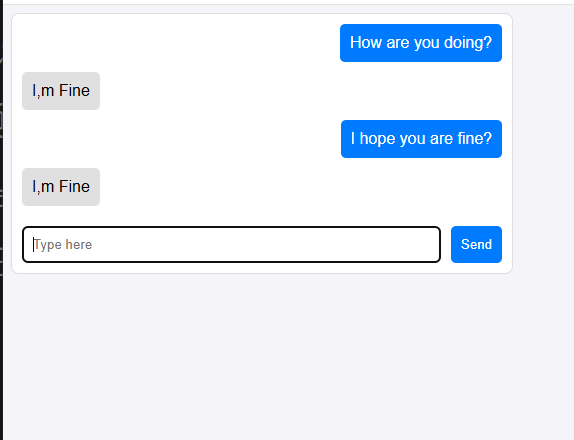 How are you doing?
I,m Fine
I hope you are fine?
I,m Fine
Type here
Send